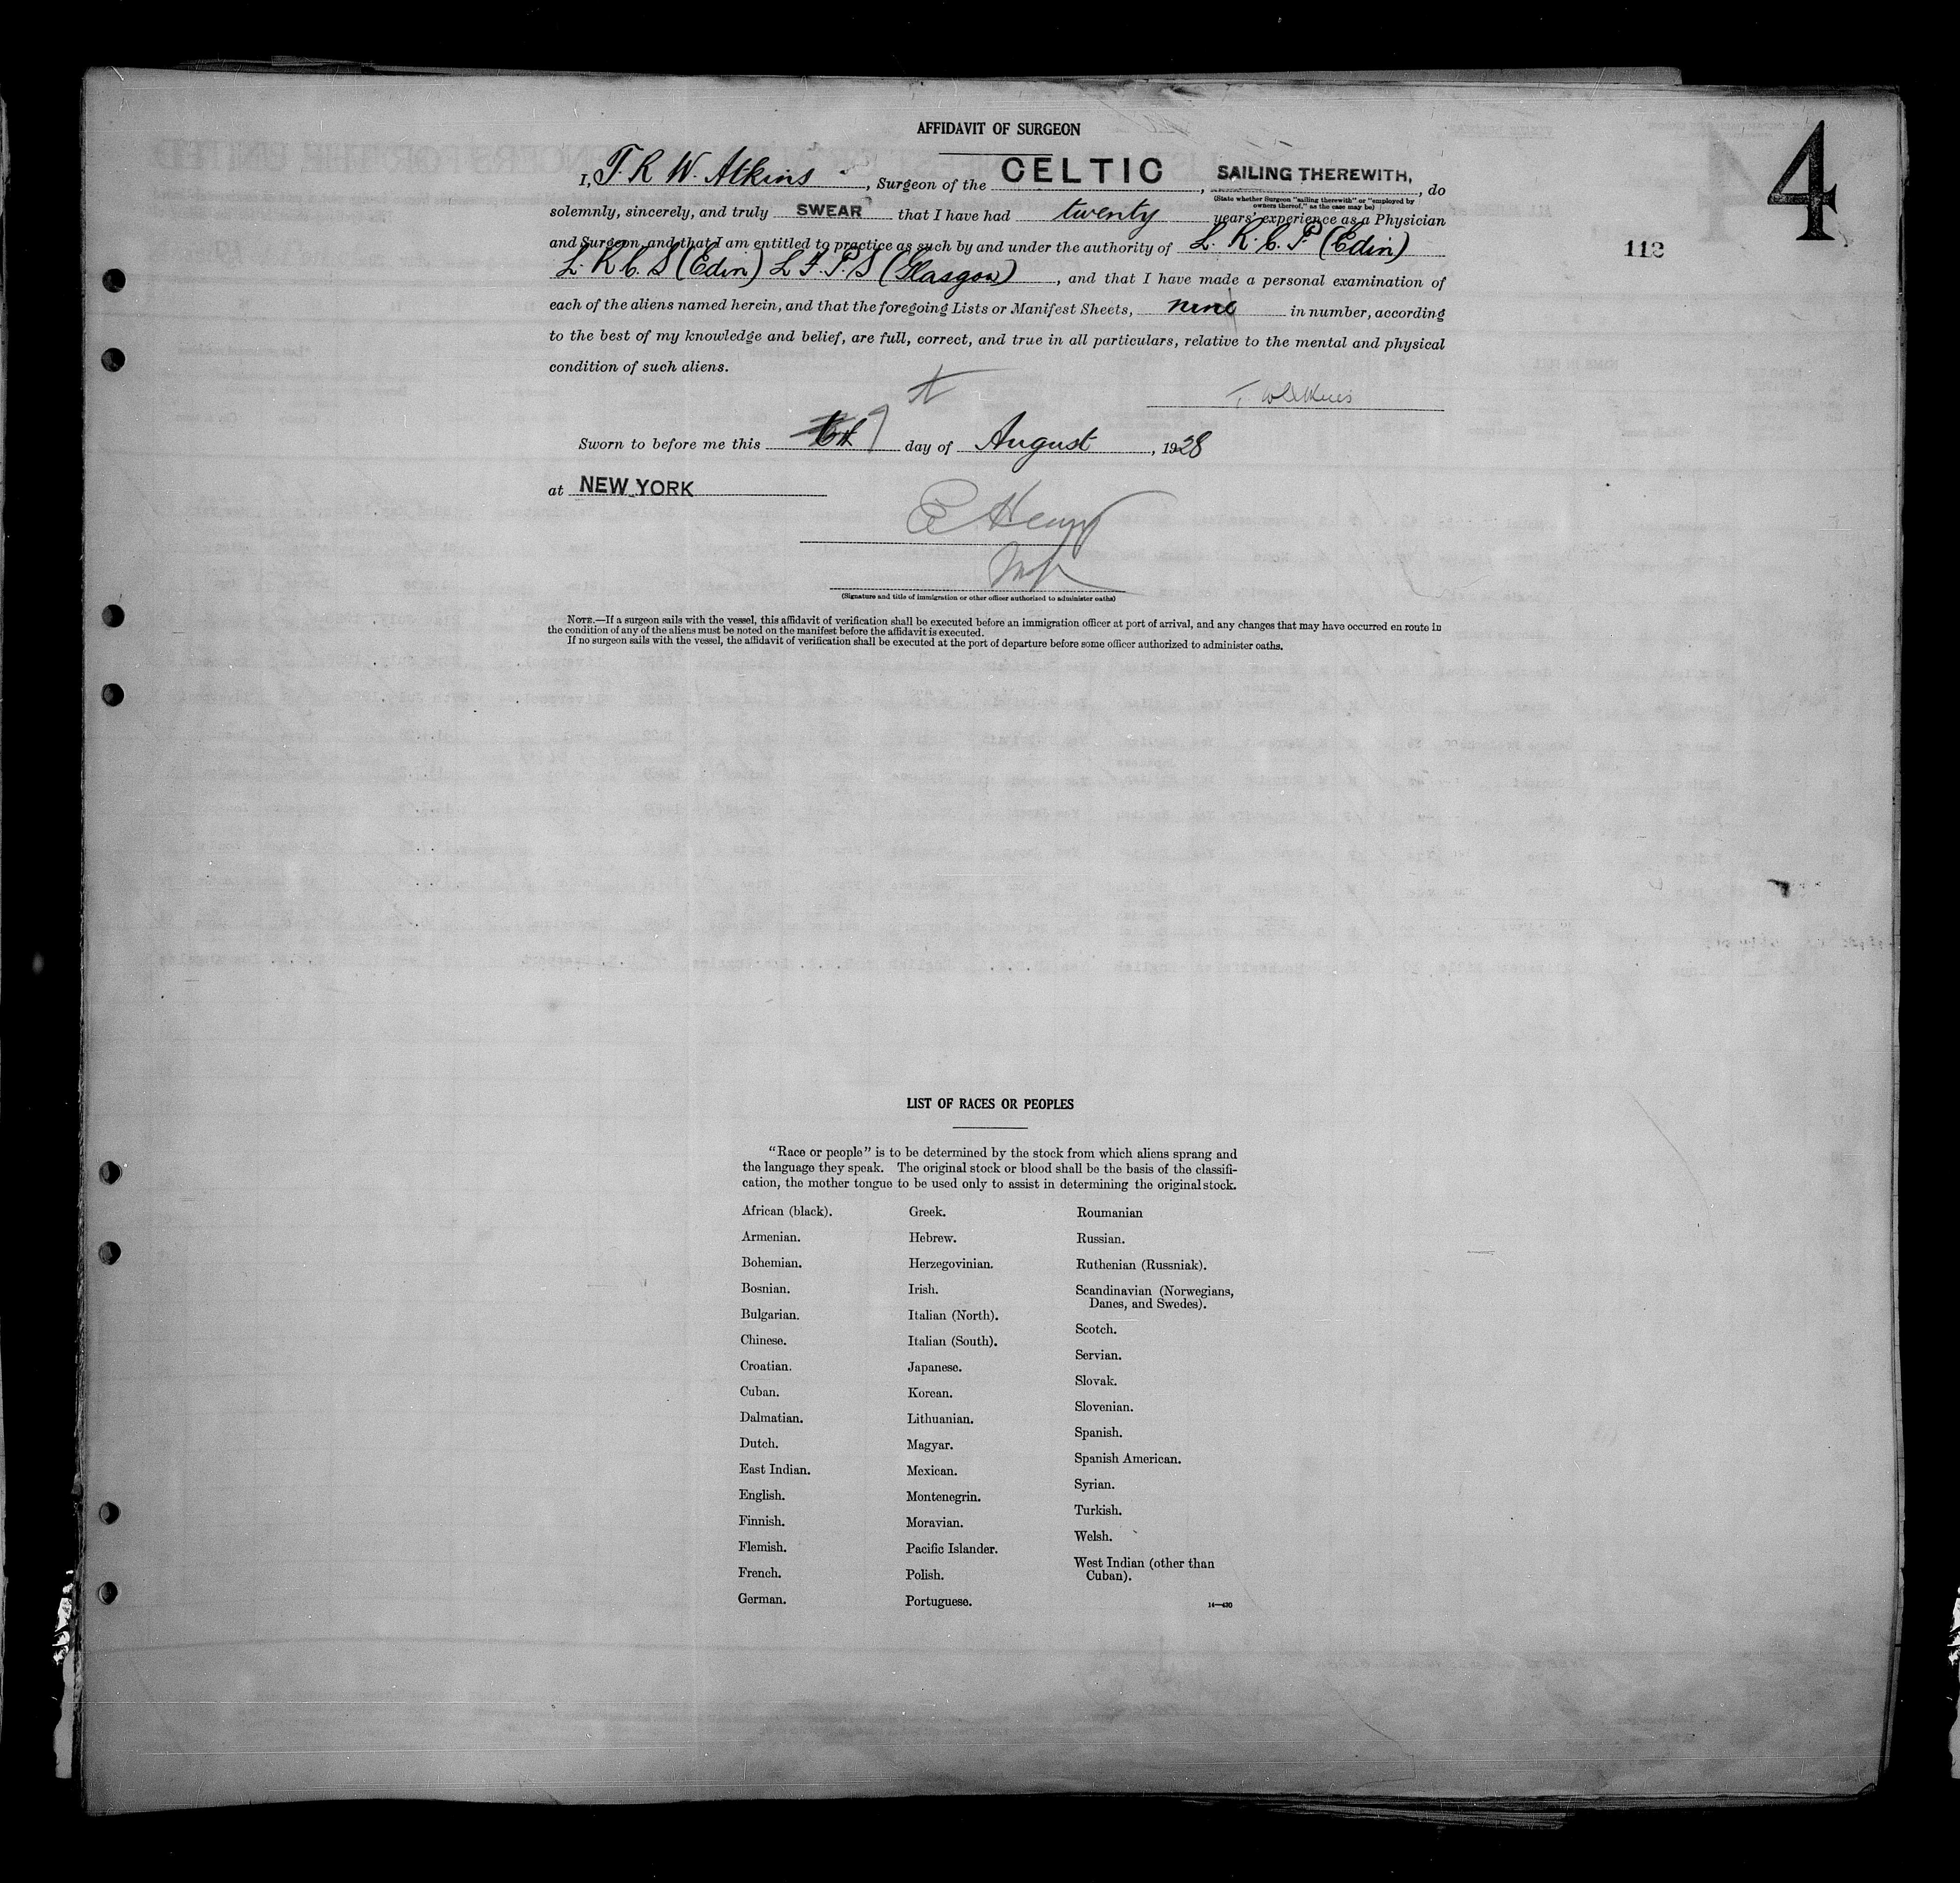 AFFIDAVIT OF SURGEON
4
I, T. R W. Atkins, Surgeon of the CELTIC, SAILING THEREWITH, do
(State whether Surgeon "sailing therewith" or "employed by
owners thereof," as the case may be)
solemnly, sincerely, and truly SWEAR that I have had twenty years' experience as a Physician
and Surgeon, and that I am entitled to practice as such by and under the authority of L. R. C. P. (Edin)
112
L. R C. S (Edin) L F. P. S (Glasgow), and that I have made a personal examination of
each of the aliens named herein, and that the foregoing Lists or Manifest Sheets, nine in number, according
to the best of my knowledge and belief, are full, correct, and true in all particulars, relative to the mental and physical
condition of such aliens.
Sworn to before me this 7 day of August, 1928
at NEW YORK
Henry
(Signature and title of immigration or other officer authorized to administer oaths)
NOTE.—If a surgeon sails with the vessel, this affidavit of verification shall be executed before an immigration officer at port of arrival, and any changes that may have occurred en route in
the condition of any of the aliens must be noted on the manifest before the affidavit is executed.
If no surgeon sails with the vessel, the affidavit of verification shall be executed at the port of departure before some officer authorized to administer oaths.
LIST OF RACES OR PEOPLES
"Race or people" is to be determined by the stock from which aliens sprang and
the language they speak. The original stock or blood shall be the basis of the classifi-
cation, the mother tongue to be used only to assist in determining the original stock.
African (black).
Armenian.
Bohemian.
Bosnian.
Bulgarian.
Chinese.
Croatian.
Cuban.
Dalmatian.
Dutch.
East Indian.
English.
Finnish.
Flemish.
French.
German.
Greek.
Hebrew.
Herzegovinian.
Irish.
Italian (North).
Italian (South).
Japanese.
Korean.
Lithuanian.
Magyar.
Mexican.
Montenegrin.
Moravian.
Pacific Islander.
Polish.
Portuguese.
Roumanian
Russian.
Ruthenian (Russniak).
Scandinavian (Norwegians,
Danes, and Swedes).
Scotch.
Servian.
Slovak.
Slovenian.
Spanish.
Spanish American.
Syrian.
Turkish.
Welsh.
West Indian (other than
Cuban).
14—420